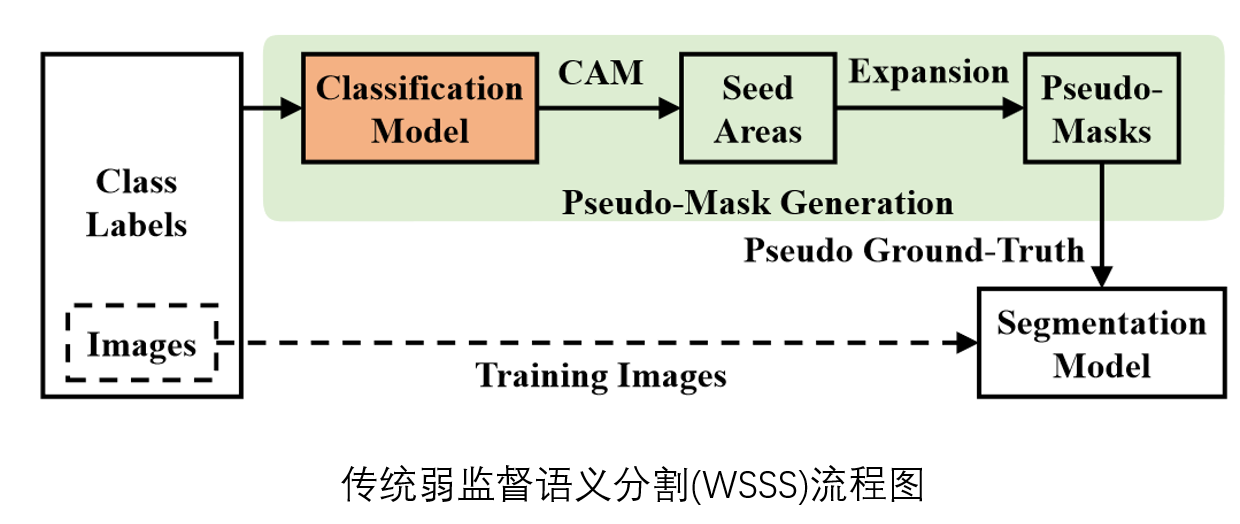 Class
Labels
Images
Classification
Model
CAM
Seed
Areas
Expansion
Pseudo-
Masks
Pseudo-Mask Generation
Pseudo Ground-Truth
Segmentation
Model
Training Images
传统弱监督语义分割(WSSS)流程图